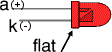 a (+)
k (-)
flat